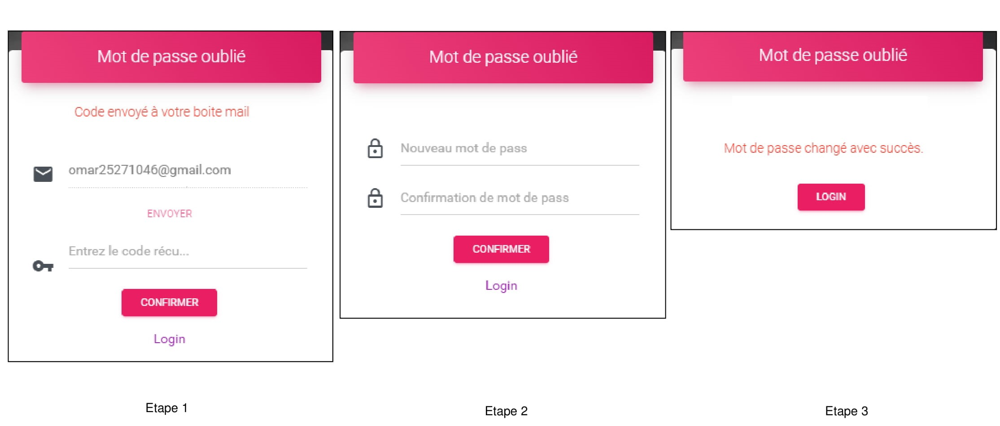 Mot de passe oublié
Code envoyé à votre boite mail
omar25271046@gmail.com
ENVOYER
Entrez le code récu...
CONFIRMER
Login
Etape 1
Mot de passe oublié
Nouveau mot de pass
Confirmation de mot de pass
CONFIRMER
Login
Etape 2
Mot de passe oublié
Mot de passe changé avec succès.
LOGIN
Etape 3